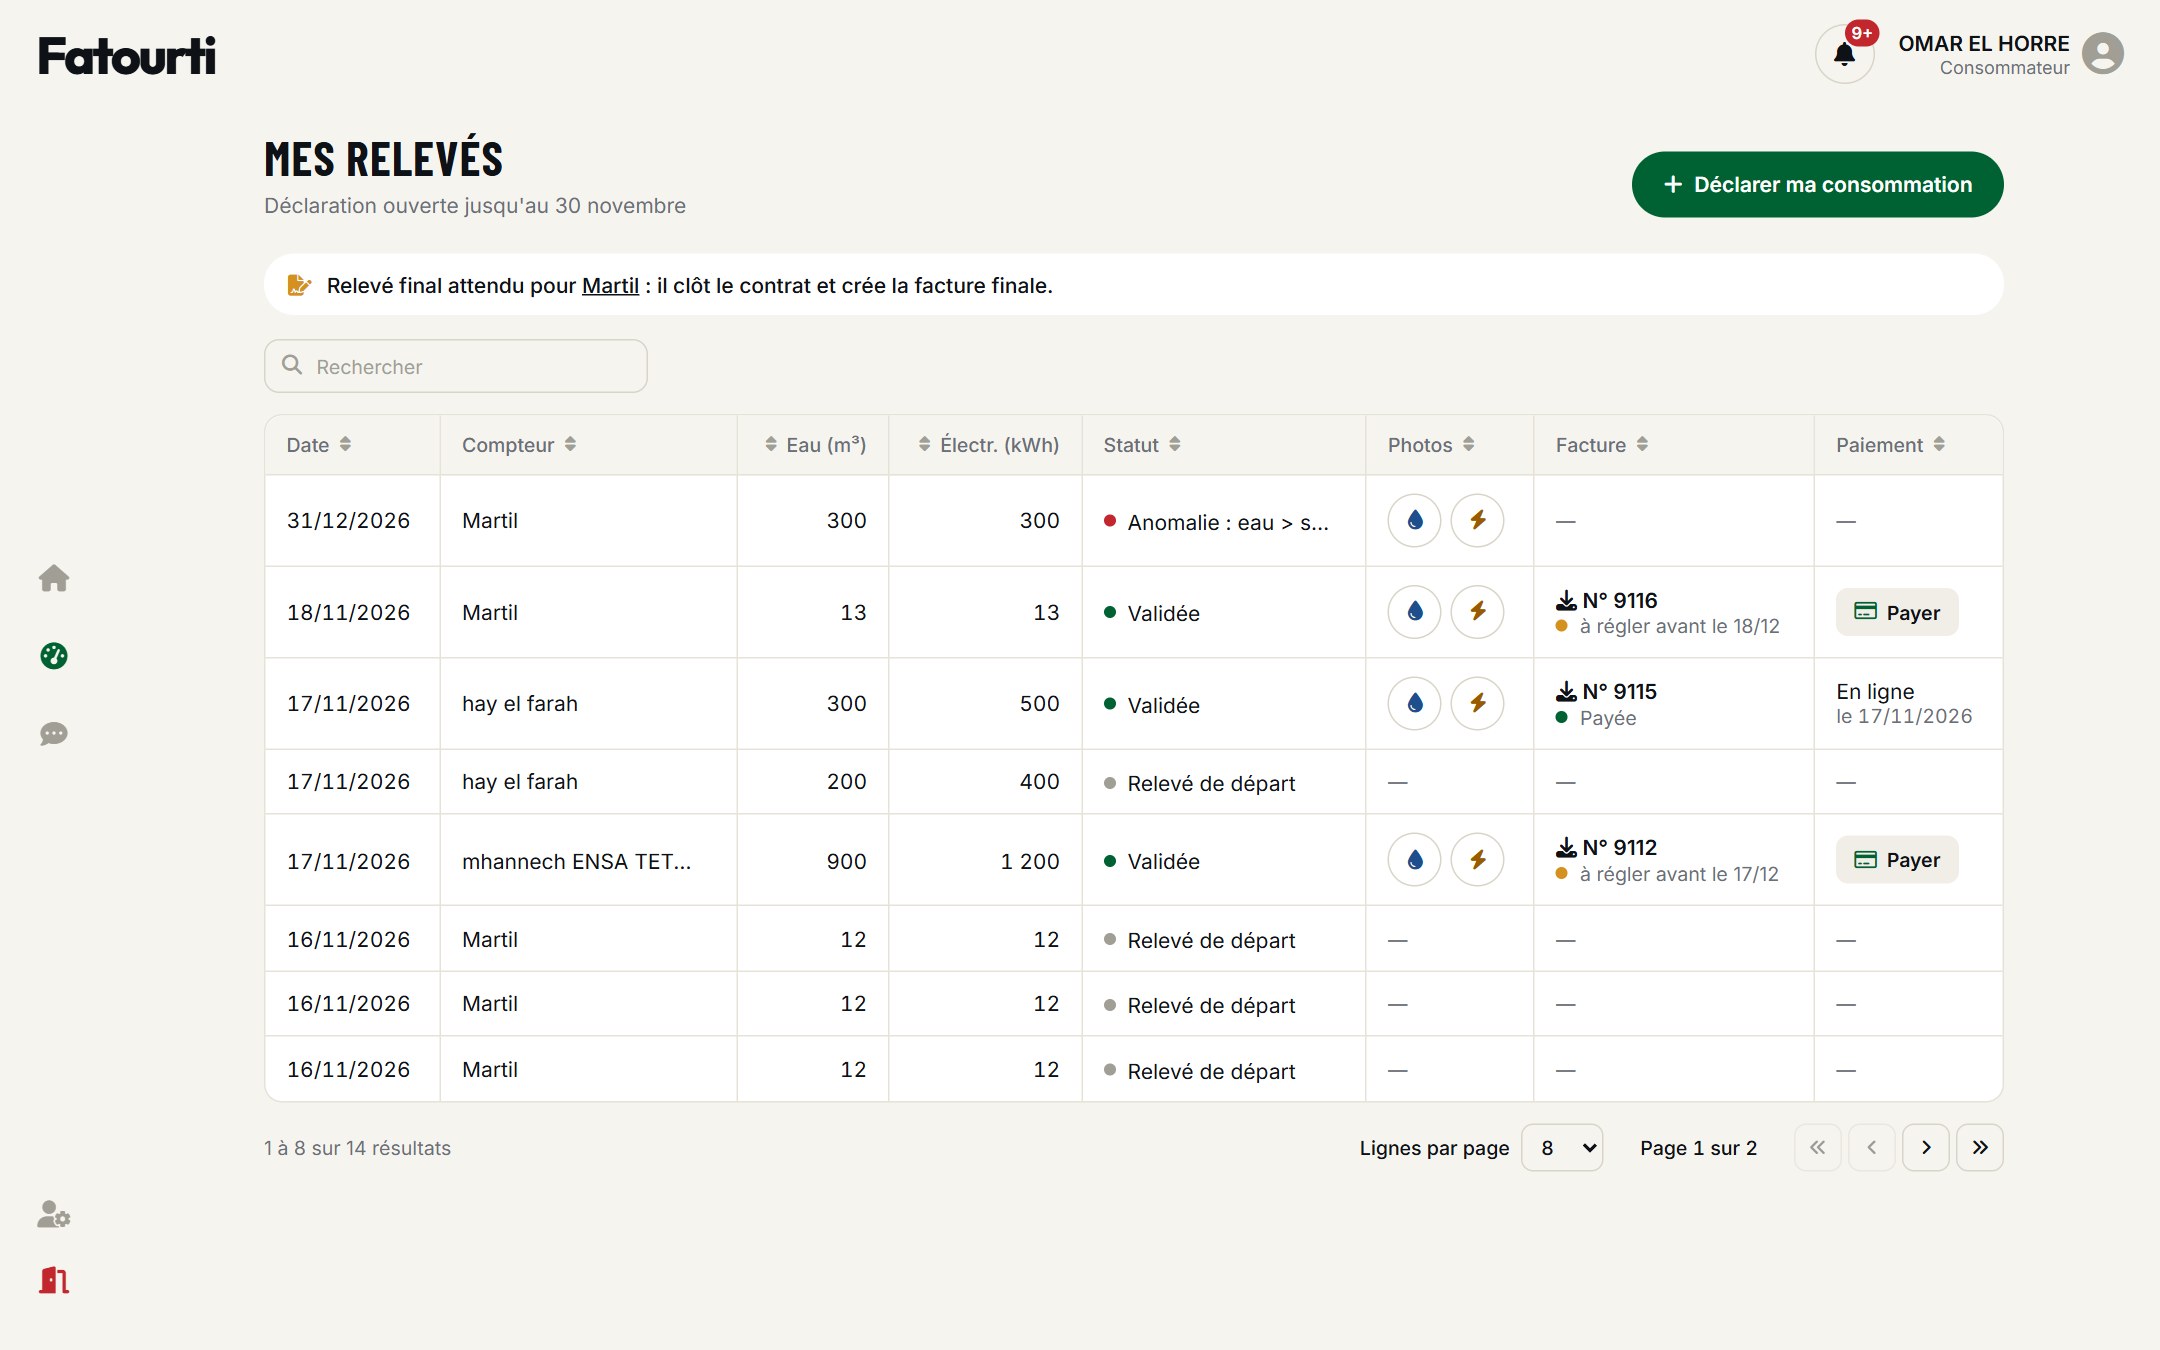 Fatourti
9+
OMAR EL HORRE
Consommateur
MES RELEVÉS
Déclaration ouverte jusqu'au 30 novembre
+ Déclarer ma consommation
Relevé final attendu pour Martil : il clôt le contrat et crée la facture finale.
Rechercher
Date Compteur Eau (m³) Électr. (kWh) Statut Photos Facture Paiement
31/12/2026 Martil 300 300 Anomalie : eau > s... — —
18/11/2026 Martil 13 13 Validée N° 9116 Payer
à régler avant le 18/12
17/11/2026 hay el farah 300 500 Validée N° 9115 En ligne
Payée le 17/11/2026
17/11/2026 hay el farah 200 400 Relevé de départ — — —
17/11/2026 mhannech ENSA TET... 900 1 200 Validée N° 9112 Payer
à régler avant le 17/12
16/11/2026 Martil 12 12 Relevé de départ — — —
16/11/2026 Martil 12 12 Relevé de départ — — —
16/11/2026 Martil 12 12 Relevé de départ — — —
1 à 8 sur 14 résultats Lignes par page 8 Page 1 sur 2